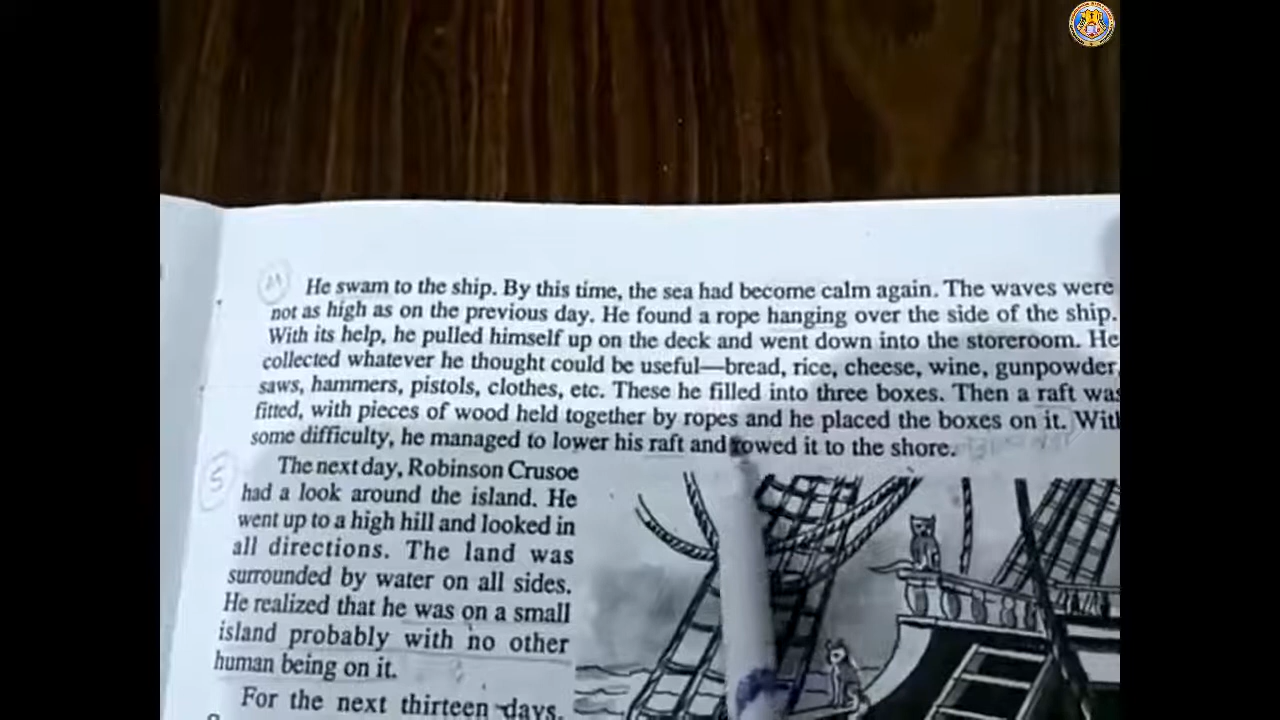 He swam to the ship. By this time, the sea had become calm again. The waves were
not as high as on the previous day. He found a rope hanging over the side of the ship.
With its help, he pulled himself up on the deck and went down into the storeroom. He
collected whatever he thought could be useful—bread, rice, cheese, wine, gunpowder,
saws, hammers, pistols, clothes, etc. These he filled into three boxes. Then a raft was
fitted, with pieces of wood held together by ropes and he placed the boxes on it. With
some difficulty, he managed to lower his raft and rowed it to the shore.
5
The next day, Robinson Crusoe
had a look around the island. He
went up to a high hill and looked in
all directions. The land was
surrounded by water on all sides.
He realized that he was on a small
island probably with no other
human being on it.
For the next thirteen days,